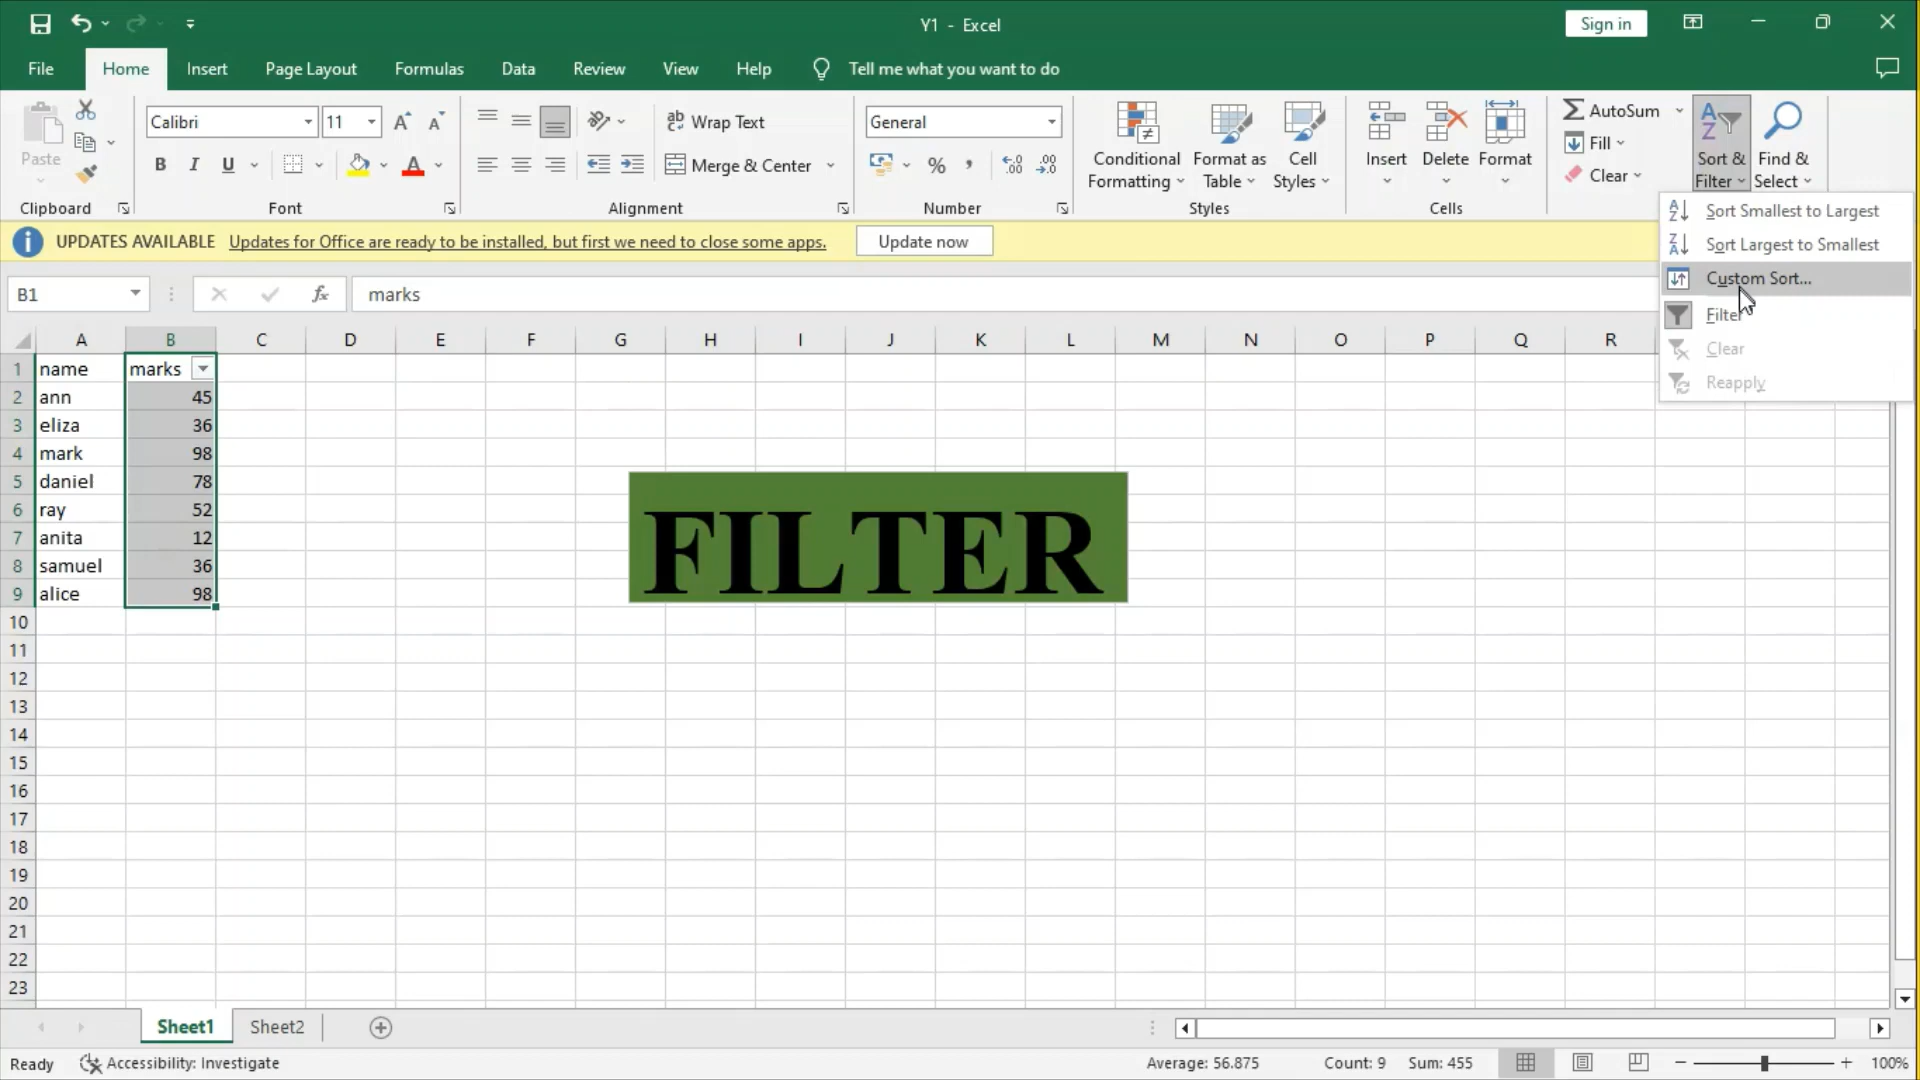 Y1 - Excel
Sign in
File Home Insert Page Layout Formulas Data Review View Help Tell me what you want to do
Paste
Clipboard
Calibri 11
B I U
Font
Wrap Text
Merge & Center
Alignment
General
Number
Conditional Formatting
Format as Table
Cell Styles
Styles
Insert Delete Format
Cells
AutoSum
Fill
Clear
Sort & Filter
Find & Select
Sort Smallest to Largest
Sort Largest to Smallest
Custom Sort...
Filter
Clear
Reapply
UPDATES AVAILABLE Updates for Office are ready to be installed, but first we need to close some apps. Update now
B1 fx marks
A B C D E F G H I J K L M N O P Q R
1 name marks
2 ann 45
3 eliza 36
4 mark 98
5 daniel 78
6 ray 52
7 anita 12
8 samuel 36
9 alice 98
10
11
12
13
14
15
16
17
18
19
20
21
22
23
FILTER
Sheet1 Sheet2
Ready Accessibility: Investigate Average: 56.875 Count: 9 Sum: 455 100%